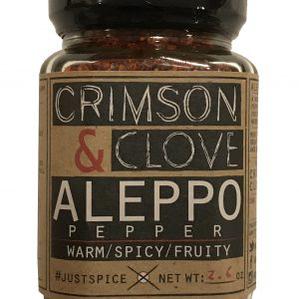 CRIMSON
& CLOVE
ALEPPO
PEPPER
WARM/SPICY/FRUITY
#JUSTSPICE NET WT: 2.6 OZ.